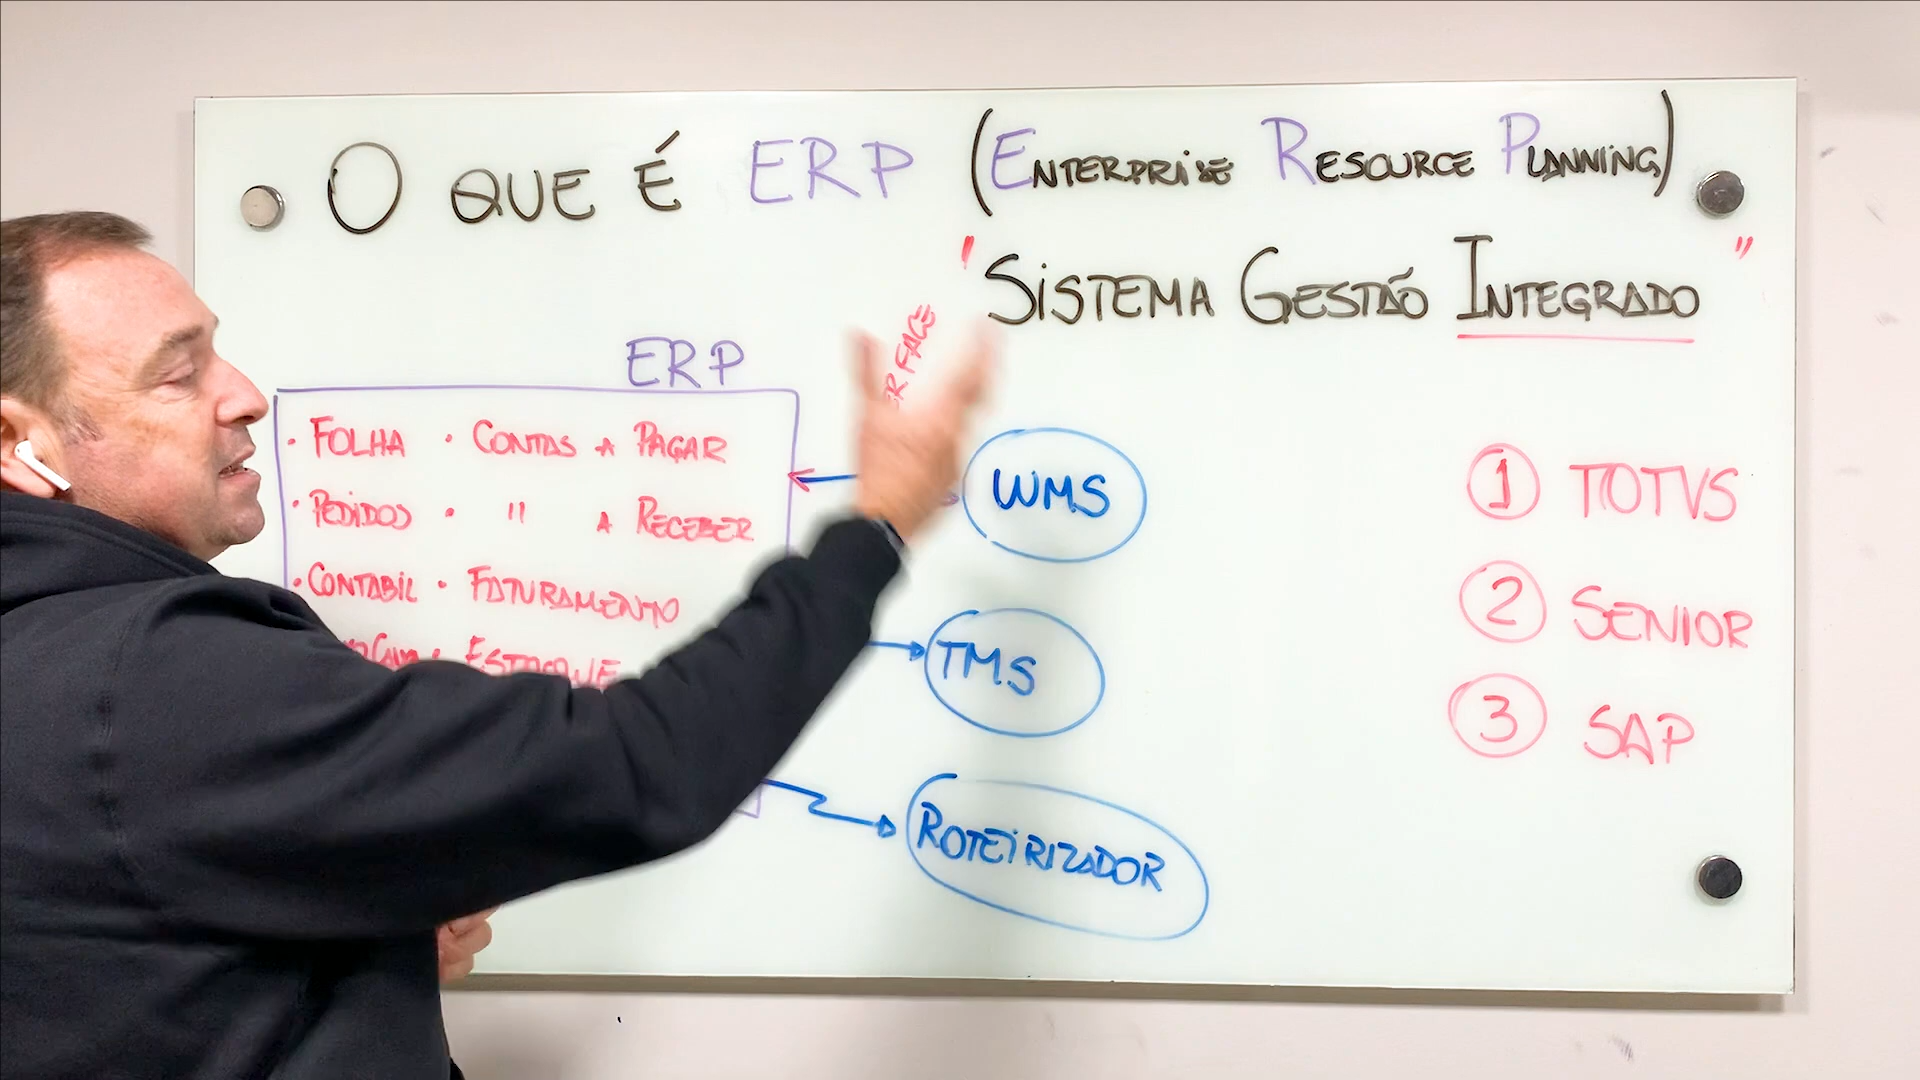 O QUE É ERP (ENTERPRISE RESOURCE PLANNING)
"SISTEMA GESTÃO INTEGRADO"
ERP
• FOLHA • CONTAS A PAGAR
• PEDIDOS • " A RECEBER
• CONTABIL • FATURAMENTO
• ESTOQUE
WMS
TMS
ROTEIRIZADOR
1 TOTVS
2 SENIOR
3 SAP